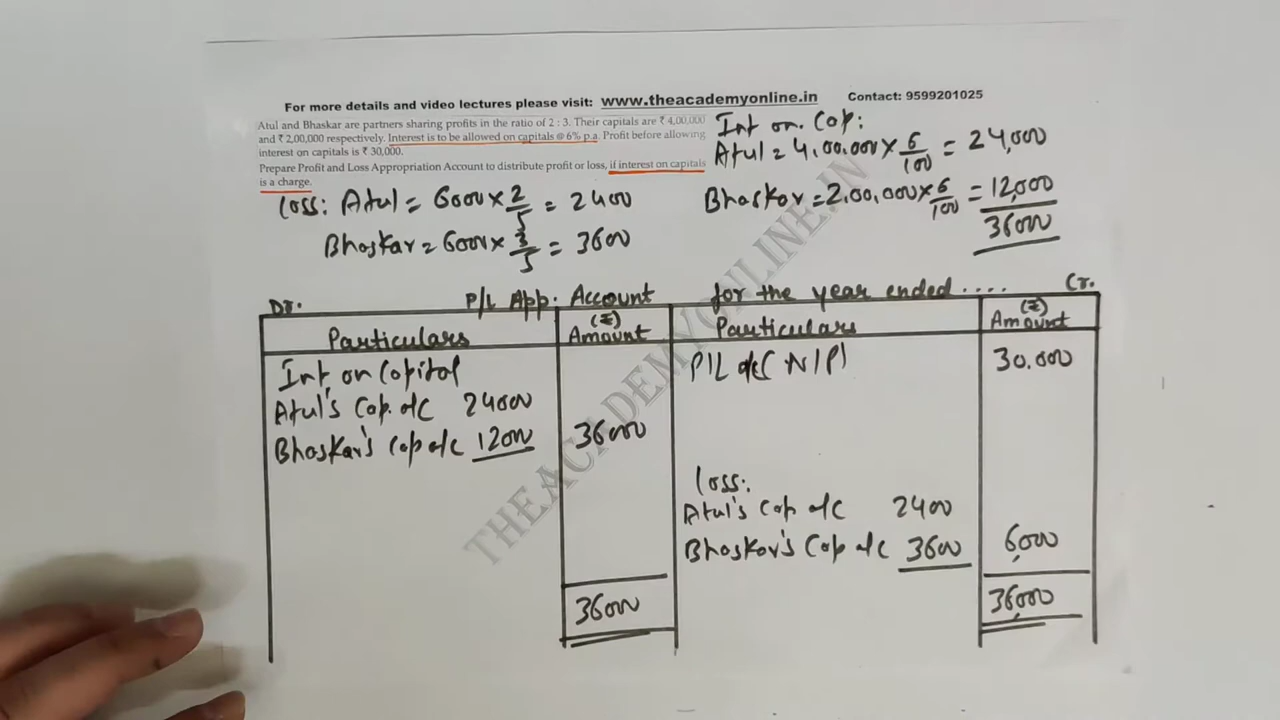 For more details and video lectures please visit: www.theacademyonline.in Contact: 9599201025
Atul and Bhaskar are partners sharing profits in the ratio of 2 : 3. Their capitals are ₹ 4,00,000
and ₹ 2,00,000 respectively. Interest is to be allowed on capitals @ 6% p.a. Profit before allowing
interest on capitals is ₹ 30,000.
Prepare Profit and Loss Appropriation Account to distribute profit or loss, if interest on capitals
is a charge.
Int on. Cap:
Atul = 4,00,000 × 6/100 = 24,000
Bhaskar = 2,00,000 × 6/100 = 12,000
36000
Loss: Atul = 6000 × 2/5 = 2400
Bhaskar = 6000 × 3/5 = 3600
Dr. P/L App. Account for the year ended .... Cr.
Particulars (₹) Amount Particulars (₹) Amount
Int on Capital P/L a/c (N/P) 30,000
Atul's Cap. a/c 24000
Bhaskar's Cap a/c 12000 36000
Loss:
Atul's Cap a/c 2400
Bhaskar's Cap a/c 3600 6000
36000 36,000
THEACADEMYONLINE.IN